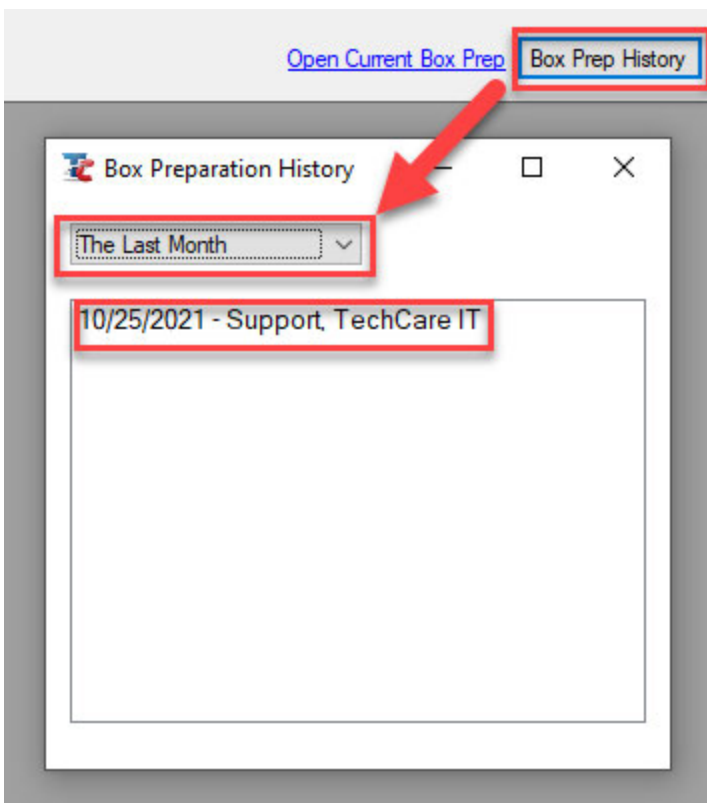 Open Current Box Prep
Box Prep History
Box Preparation History
The Last Month
10/25/2021 - Support, TechCare IT